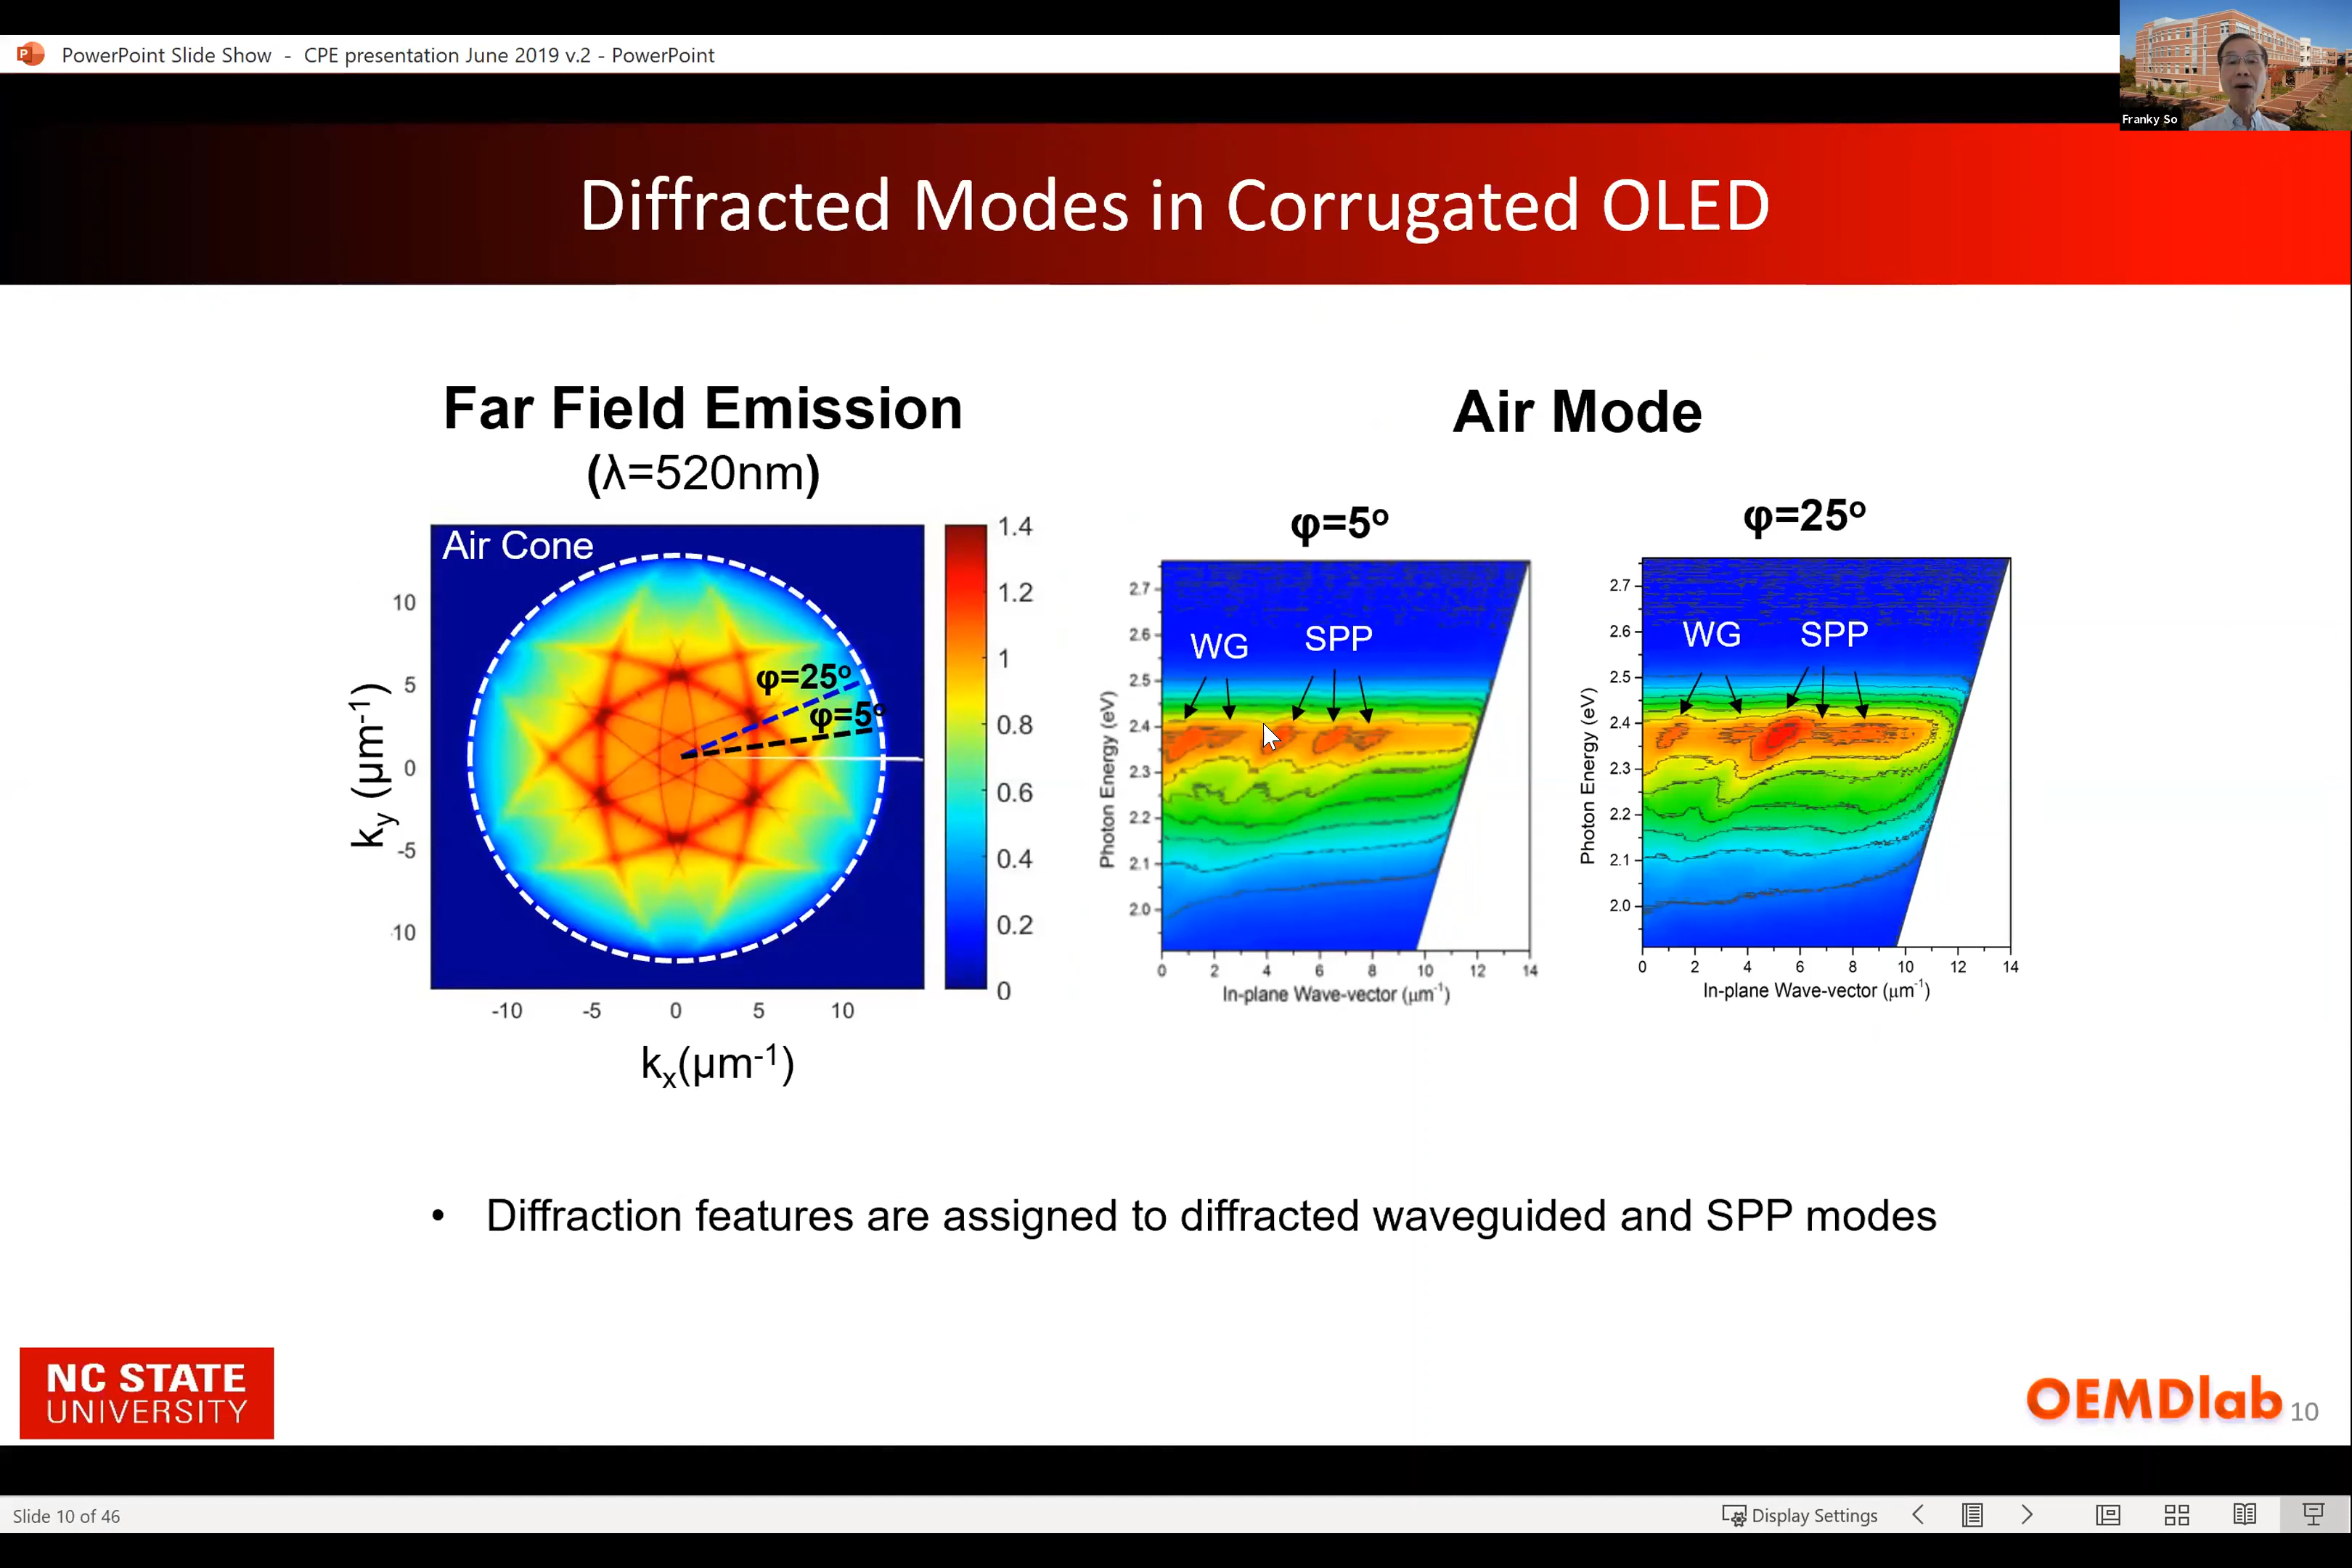 PowerPoint Slide Show - CPE presentation June 2019 v.2 - PowerPoint
Franky So
Diffracted Modes in Corrugated OLED
Far Field Emission
(λ=520nm)
Air Cone
φ=25º
φ=5º
10
5
0
-5
-10
kᵧ (µm⁻¹)
-10 -5 0 5 10
kₓ(µm⁻¹)
1.4
1.2
1
0.8
0.6
0.4
0.2
0
Air Mode
φ=5º
WG SPP
2.7
2.6
2.5
2.4
2.3
2.2
2.1
2.0
Photon Energy (eV)
0 2 4 6 8 10 12 14
In-plane Wave-vector (µm⁻¹)
φ=25º
WG SPP
2.7
2.6
2.5
2.4
2.3
2.2
2.1
2.0
Photon Energy (eV)
0 2 4 6 8 10 12 14
In-plane Wave-vector (µm⁻¹)
• Diffraction features are assigned to diffracted waveguided and SPP modes
NC STATE
UNIVERSITY
OEMDlab 10
Slide 10 of 46
Display Settings